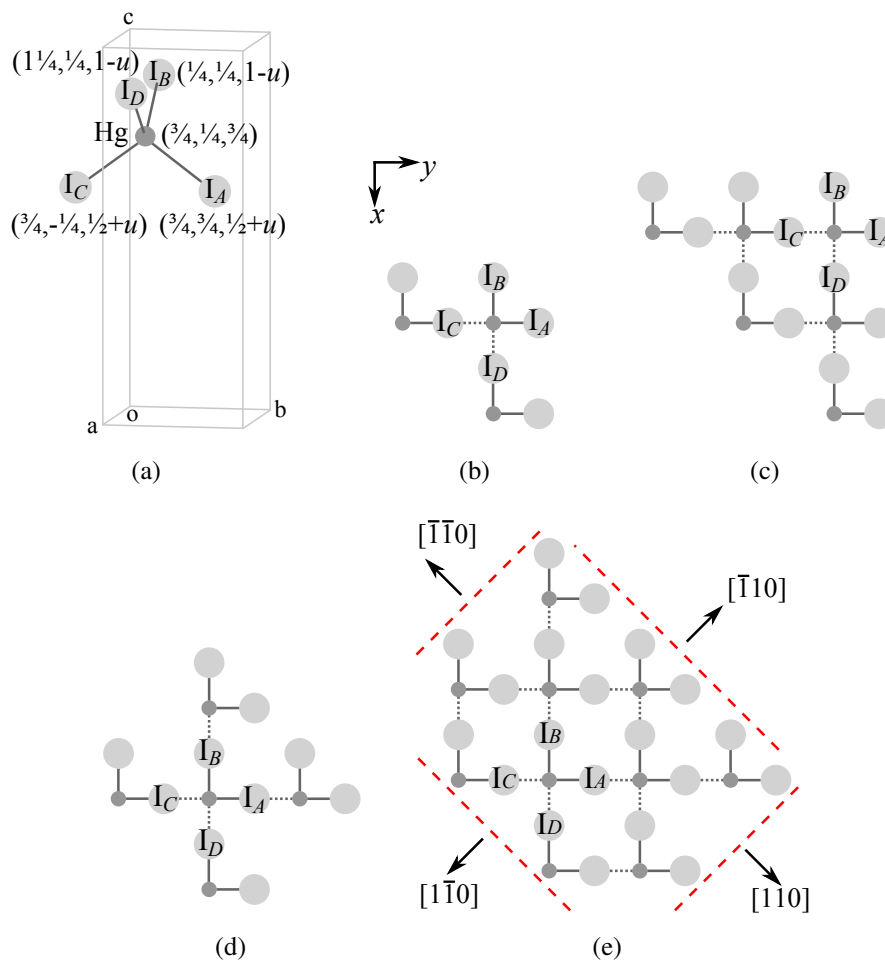 c
(1¼,¼,1-u) I_B (¼,¼,1-u)
I_D
Hg (¾,¼,¾)
I_C I_A
(¾,-¼,½+u) (¾,¾,½+u)
o b
a
(a)
y
x
I_B
I_C I_A
I_D
(b)
I_B
I_C I_A
I_D
(c)
I_B
I_C I_A
I_D
(d)
[1̄1̄0]
[1̄10]
I_B
I_C I_A
I_D
[11̄0] [110]
(e)